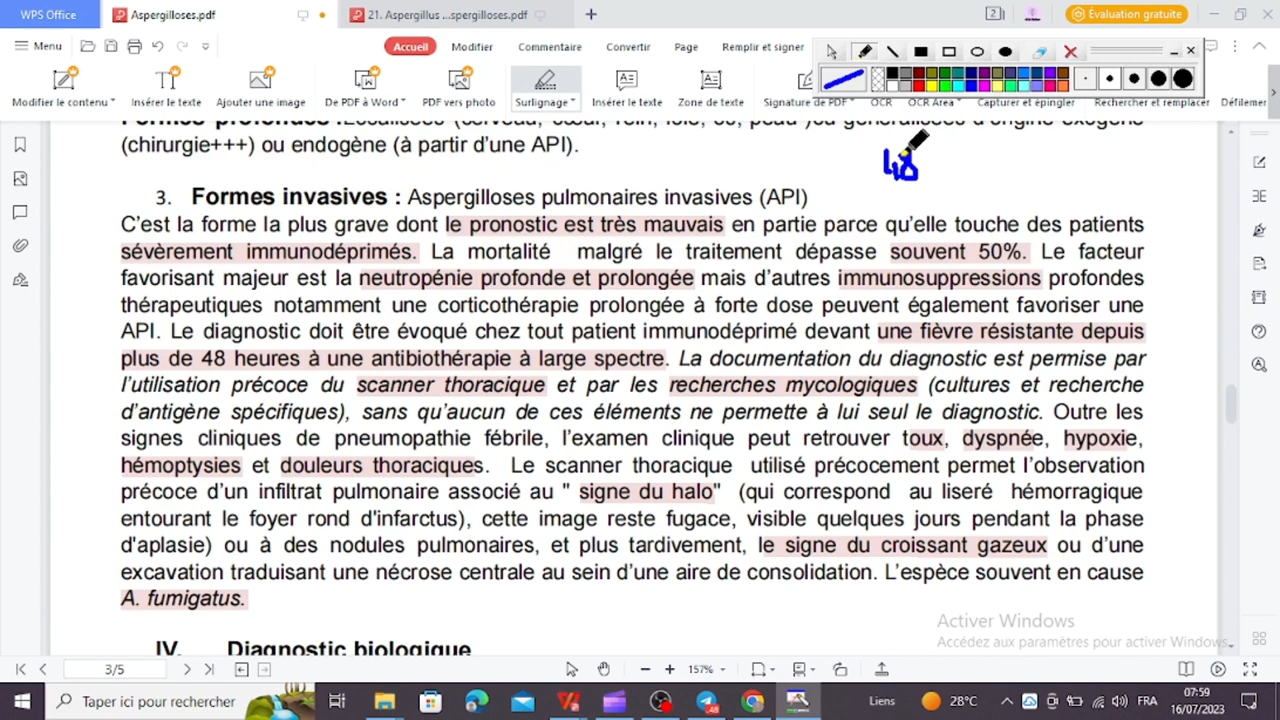 WPS Office
Aspergilloses.pdf
21. Aspergillus ...spergilloses.pdf
Évaluation gratuite
Menu
Accueil
Modifier
Commentaire
Convertir
Page
Remplir et signer
Modifier le contenu
Insérer le texte
Ajouter une image
De PDF à Word
PDF vers photo
Surlignage
Insérer le texte
Zone de texte
Signature de PDF
OCR
OCR Area
Capturer et épingler
Rechercher et remplacer
Défilemer
(chirurgie+++) ou endogène (à partir d'une API).
48
3. Formes invasives : Aspergilloses pulmonaires invasives (API)
C'est la forme la plus grave dont le pronostic est très mauvais en partie parce qu'elle touche des patients
sévèrement immunodéprimés. La mortalité malgré le traitement dépasse souvent 50%. Le facteur
favorisant majeur est la neutropénie profonde et prolongée mais d'autres immunosuppressions profondes
thérapeutiques notamment une corticothérapie prolongée à forte dose peuvent également favoriser une
API. Le diagnostic doit être évoqué chez tout patient immunodéprimé devant une fièvre résistante depuis
plus de 48 heures à une antibiothérapie à large spectre. La documentation du diagnostic est permise par
l'utilisation précoce du scanner thoracique et par les recherches mycologiques (cultures et recherche
d'antigène spécifiques), sans qu'aucun de ces éléments ne permette à lui seul le diagnostic. Outre les
signes cliniques de pneumopathie fébrile, l'examen clinique peut retrouver toux, dyspnée, hypoxie,
hémoptysies et douleurs thoraciques. Le scanner thoracique utilisé précocement permet l'observation
précoce d'un infiltrat pulmonaire associé au " signe du halo" (qui correspond au liseré hémorragique
entourant le foyer rond d'infarctus), cette image reste fugace, visible quelques jours pendant la phase
d'aplasie) ou à des nodules pulmonaires, et plus tardivement, le signe du croissant gazeux ou d'une
excavation traduisant une nécrose centrale au sein d'une aire de consolidation. L'espèce souvent en cause
A. fumigatus.
IV. Diagnostic biologique
Activer Windows
Accédez aux paramètres pour activer Windows.
3/5
157%
Taper ici pour rechercher
Liens
28°C
FRA
07:59
16/07/2023